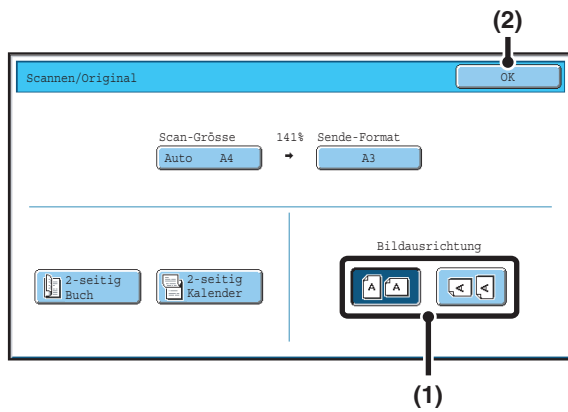 (2)
Scannen/Original
OK
Scan-Grösse 141% Sende-Format
Auto A4 → A3
Bildausrichtung
2-seitig
Buch
2-seitig
Kalender
A A A A
(1)